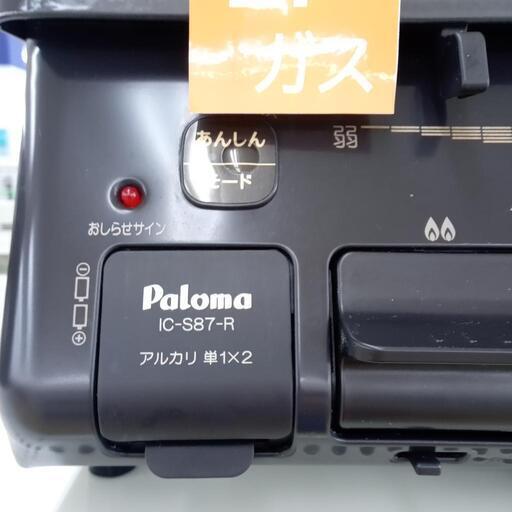 ガス
あんしん
モード
おしらせサイン
Paloma
IC-S87-R
アルカリ 単1×2